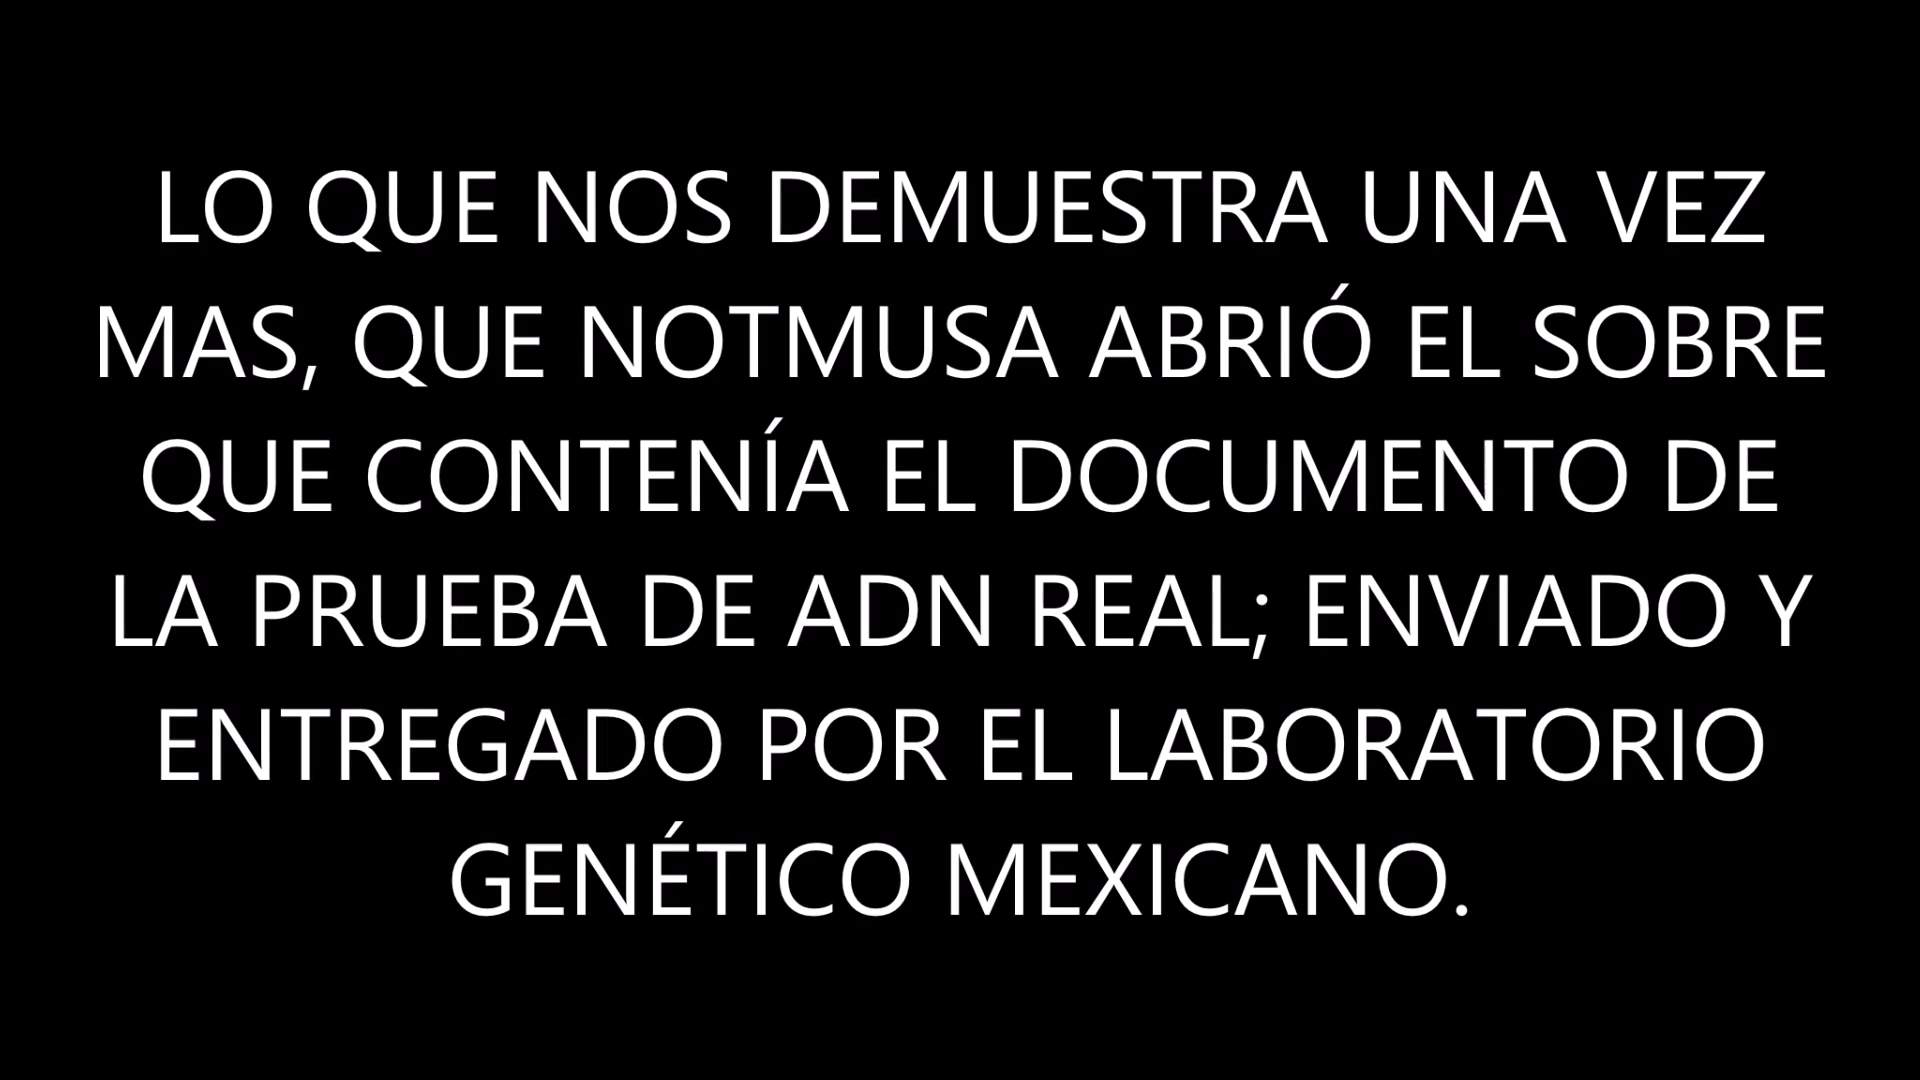 LO QUE NOS DEMUESTRA UNA VEZ
MAS, QUE NOTMUSA ABRIÓ EL SOBRE
QUE CONTENÍA EL DOCUMENTO DE
LA PRUEBA DE ADN REAL; ENVIADO Y
ENTREGADO POR EL LABORATORIO
GENÉTICO MEXICANO.